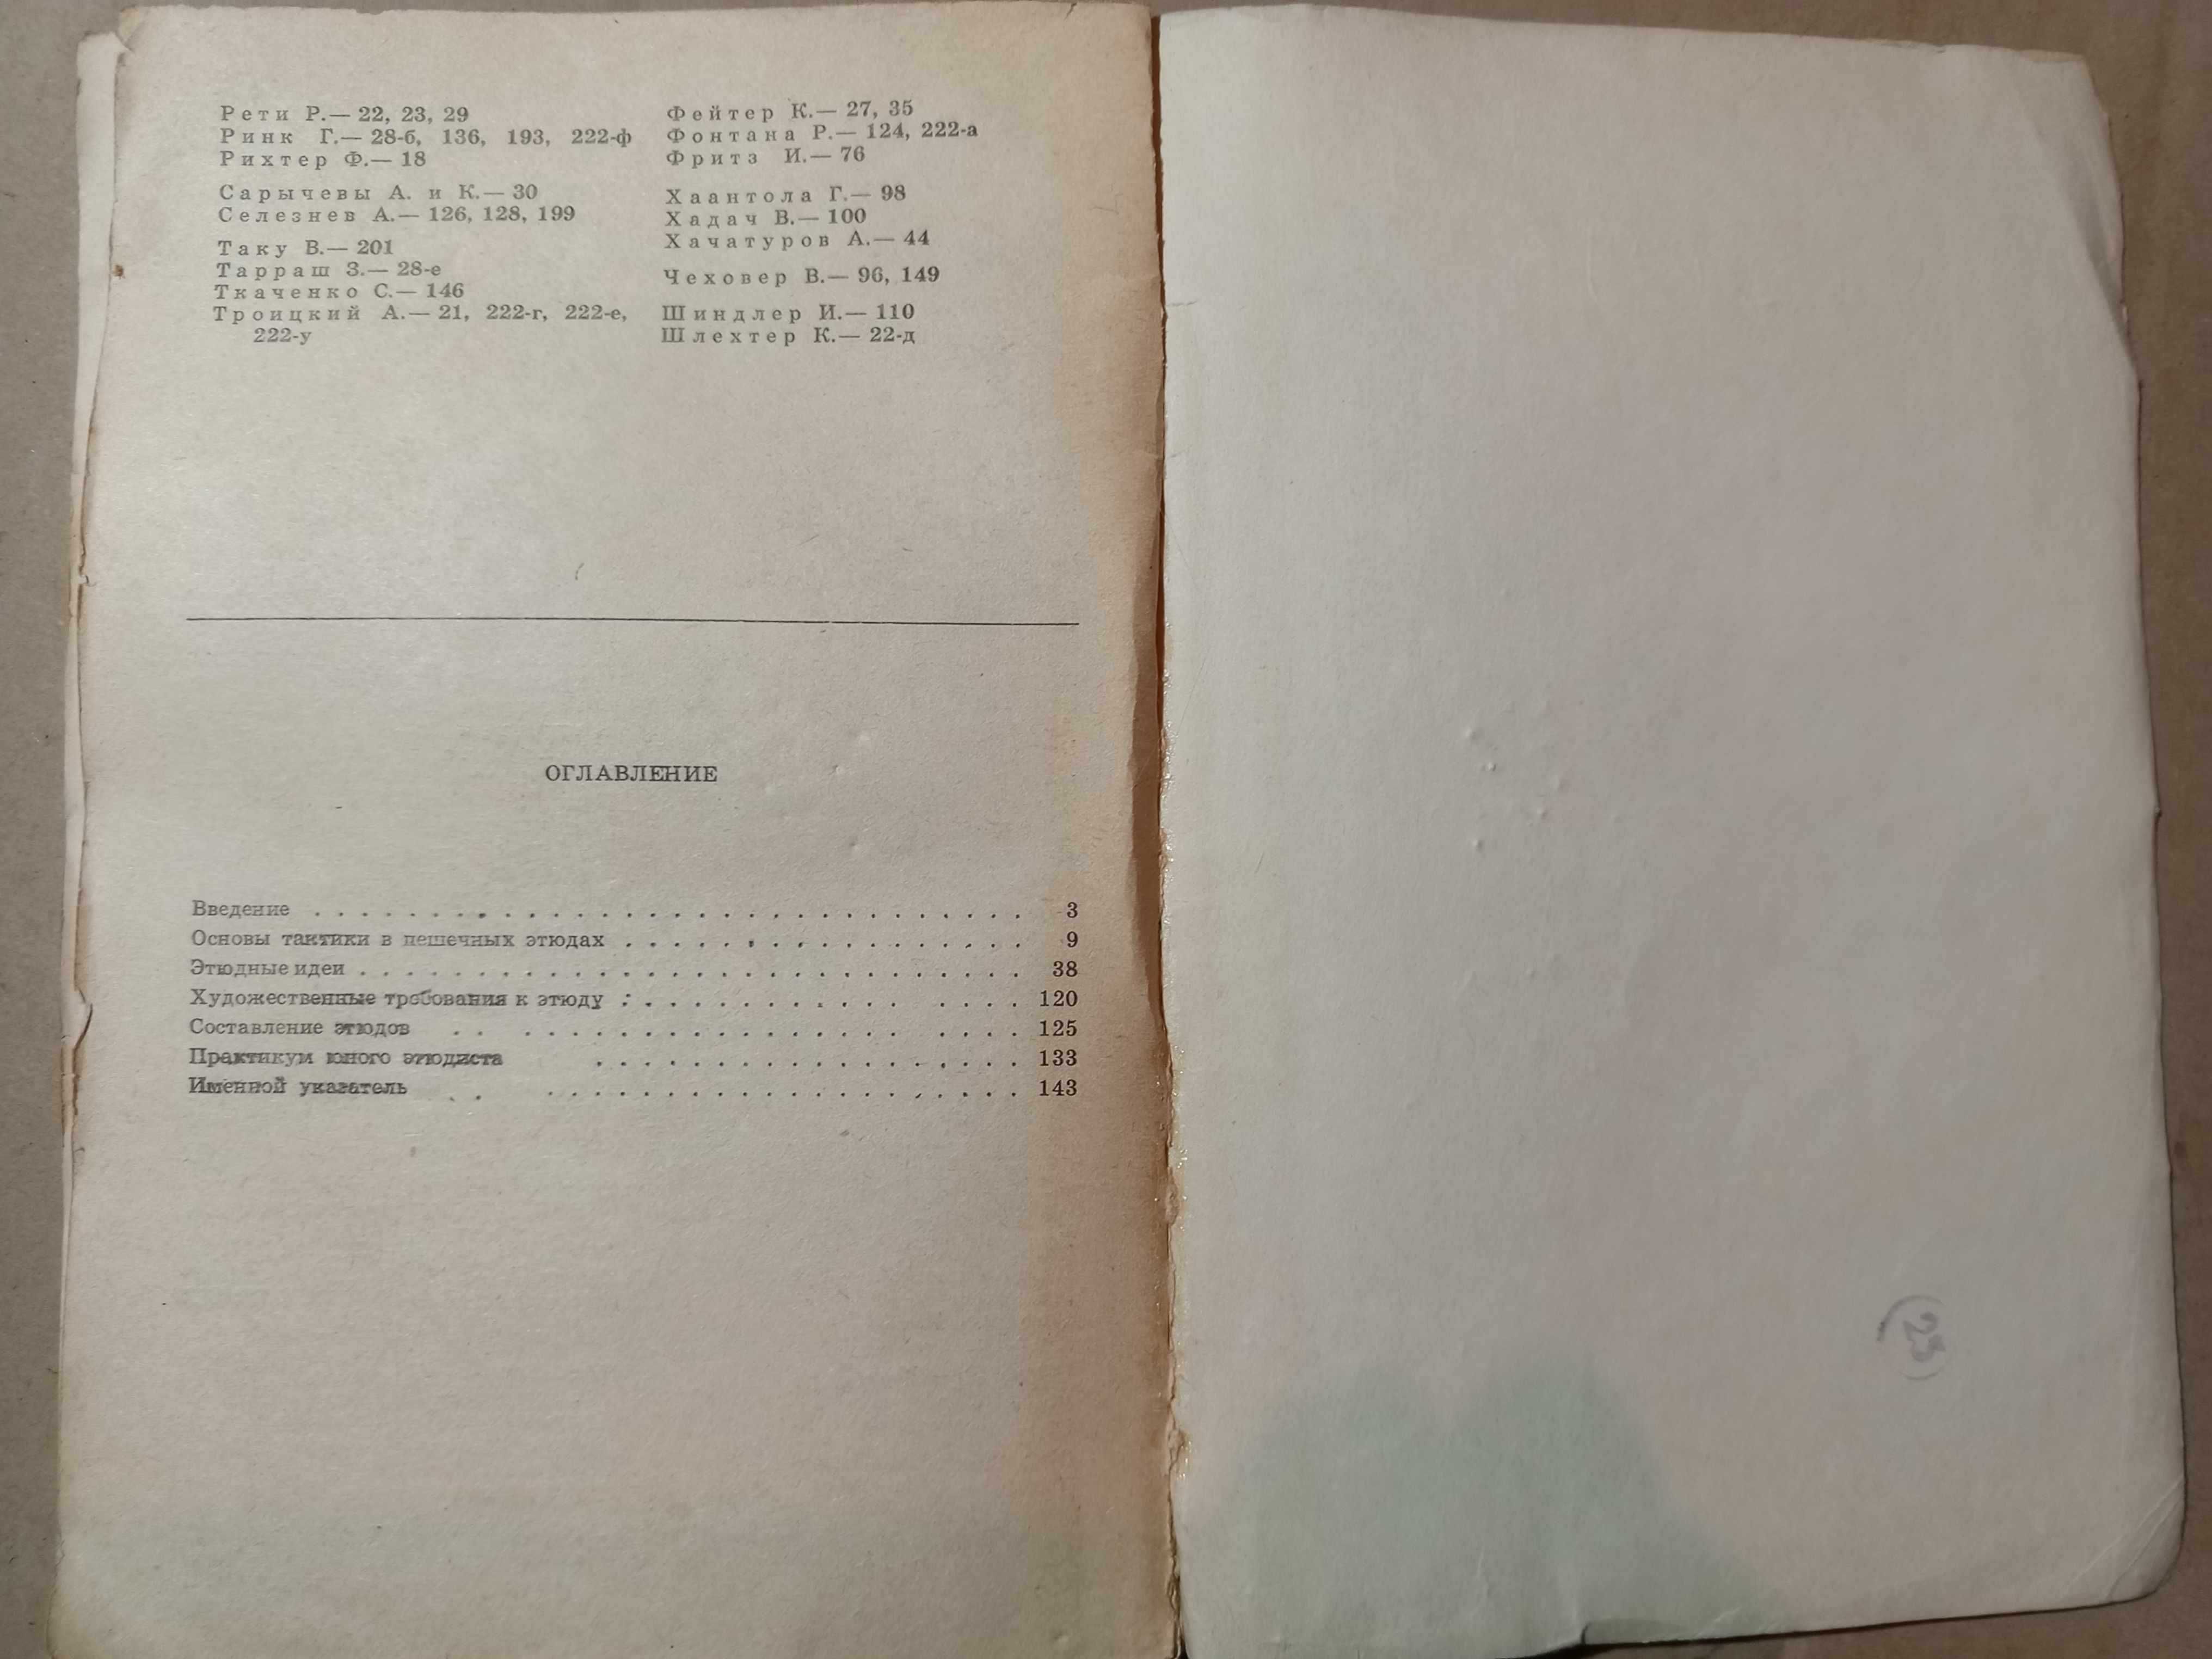 Рети Р.— 22, 23, 29
Ринк Г.— 28-б, 136, 193, 222-ф
Рихтер Ф.— 18
Сарычевы А. и К.— 30
Селезнев А.— 126, 128, 199
Таку В.— 201
Тарраш З.— 28-е
Ткаченко С.— 146
Троицкий А.— 21, 222-г, 222-е,
222-у
Фейтер К.— 27, 35
Фонтана Р.— 124, 222-а
Фритз И.— 76
Хаантола Г.— 98
Хадач В.— 100
Хачатуров А.— 44
Чеховер В.— 96, 149
Шиндлер И.— 110
Шлехтер К.— 22-д
ОГЛАВЛЕНИЕ
Введение . . . . . . . . . . . . . . . . . . . . . . . 3
Основы тактики в пешечных этюдах . . . . . . . . . . . . . 9
Этюдные идеи . . . . . . . . . . . . . . . . . . . . . . 38
Художественные требования к этюду . . . . . . . . . . . . 120
Составление этюдов . . . . . . . . . . . . . . . . . . 125
Практикум юного этюдиста . . . . . . . . . . . . . . 133
Именной указатель . . . . . . . . . . . . . . . . . 143
23